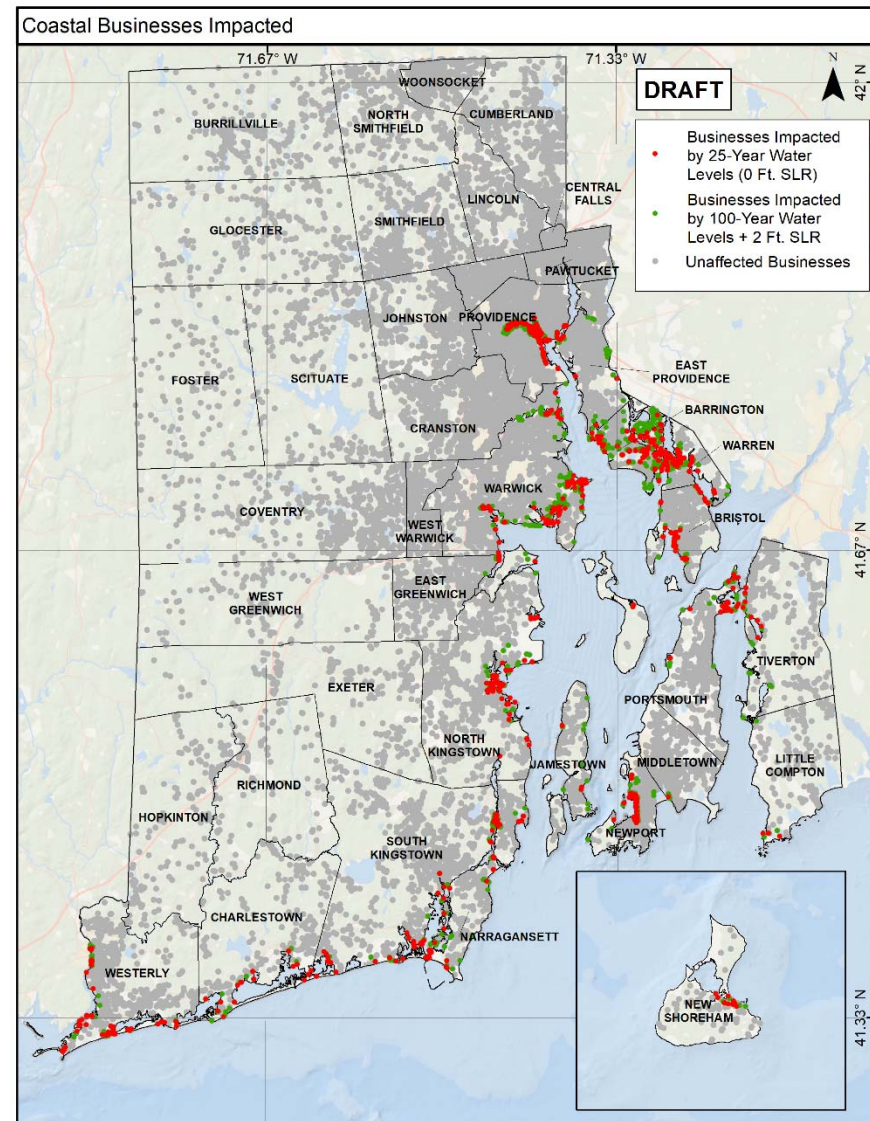 Coastal Businesses Impacted
71.67° W
71.33° W
N
42° N
DRAFT
Businesses Impacted
by 25-Year Water
Levels (0 Ft. SLR)
Businesses Impacted
by 100-Year Water
Levels + 2 Ft. SLR
Unaffected Businesses
WOONSOCKET
BURRILLVILLE
NORTH
SMITHFIELD
CUMBERLAND
CENTRAL
FALLS
LINCOLN
GLOCESTER
SMITHFIELD
PAWTUCKET
JOHNSTON
PROVIDENCE
FOSTER
SCITUATE
EAST
PROVIDENCE
CRANSTON
BARRINGTON
WARREN
COVENTRY
WEST
WARWICK
WARWICK
BRISTOL
41.67° N
WEST
GREENWICH
EAST
GREENWICH
TIVERTON
EXETER
PORTSMOUTH
NORTH
KINGSTOWN
JAMESTOWN
MIDDLETOWN
LITTLE
COMPTON
RICHMOND
HOPKINTON
NEWPORT
SOUTH
KINGSTOWN
CHARLESTOWN
NARRAGANSETT
WESTERLY
NEW
SHOREHAM
41.33° N